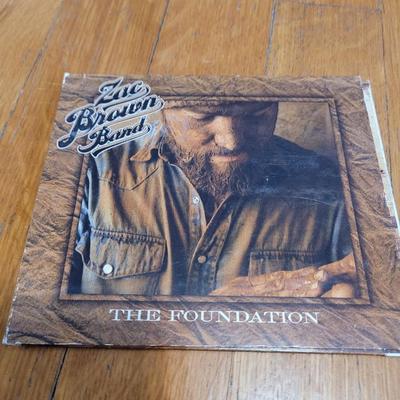 Zac
Brown
Band
THE FOUNDATION